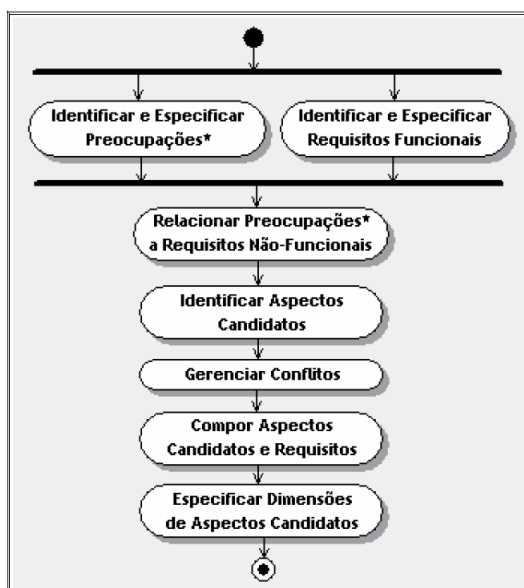 Identificar e Especificar
Preocupações*
Identificar e Especificar
Requisitos Funcionais
Relacionar Preocupações*
a Requisitos Não-Funcionais
Identificar Aspectos
Candidatos
Gerenciar Conflitos
Compor Aspectos
Candidatos e Requisitos
Especificar Dimensões
de Aspectos Candidatos